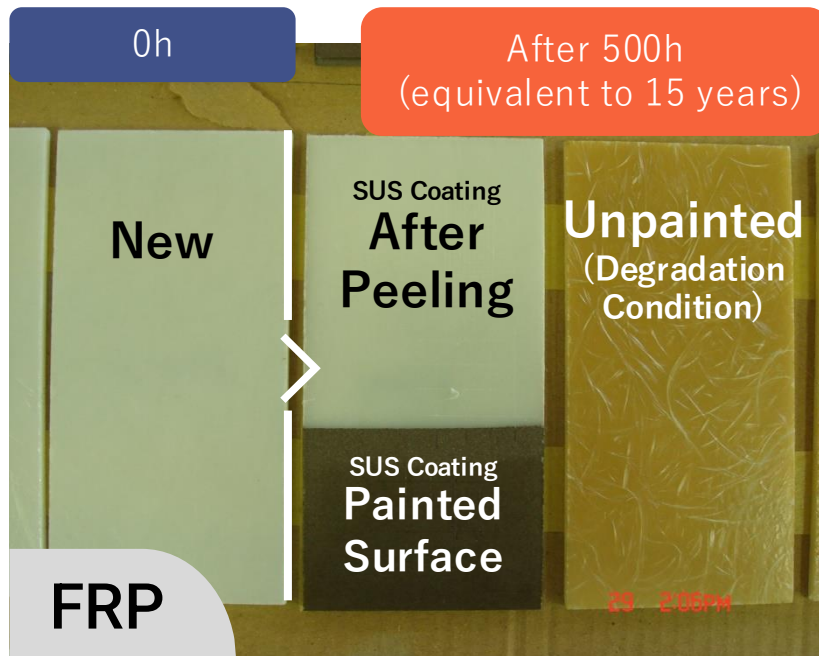 0h
After 500h
(equivalent to 15 years)
New
SUS Coating
After
Peeling
Unpainted
(Degradation
Condition)
SUS Coating
Painted
Surface
FRP
29 2:06PM